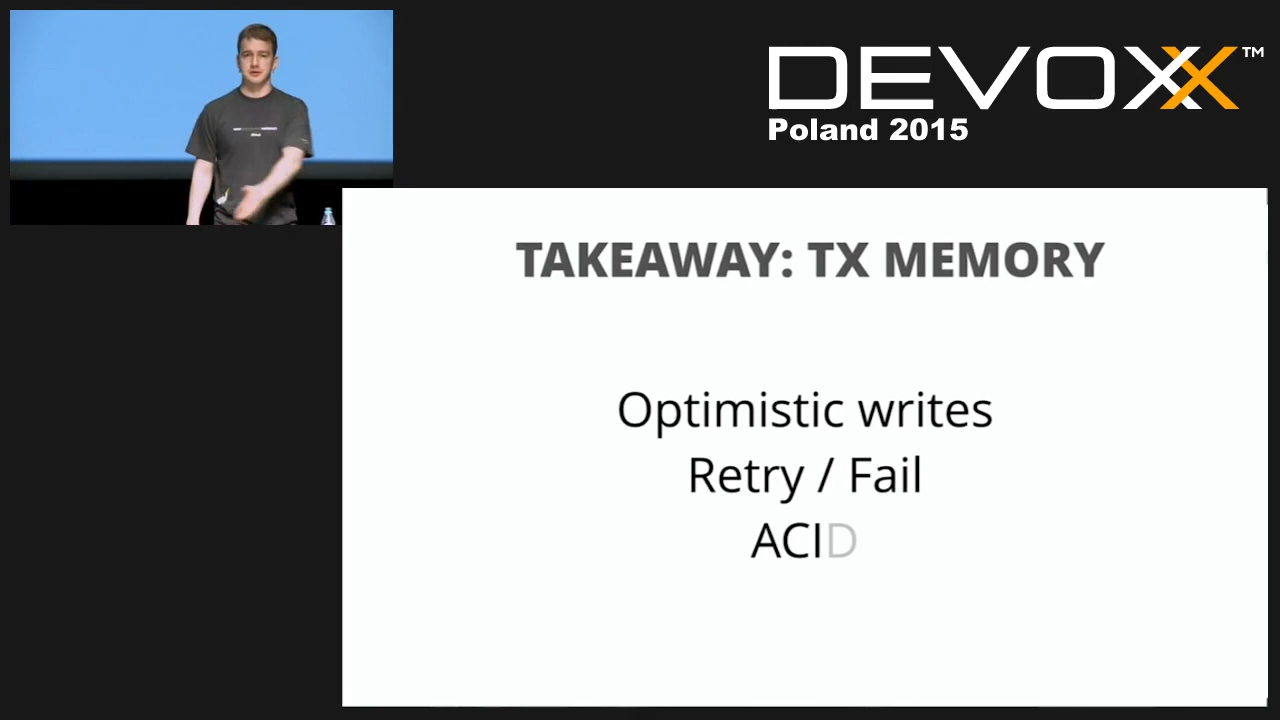 DEVOXX™
Poland 2015
TAKEAWAY: TX MEMORY
Optimistic writes
Retry / Fail
ACID